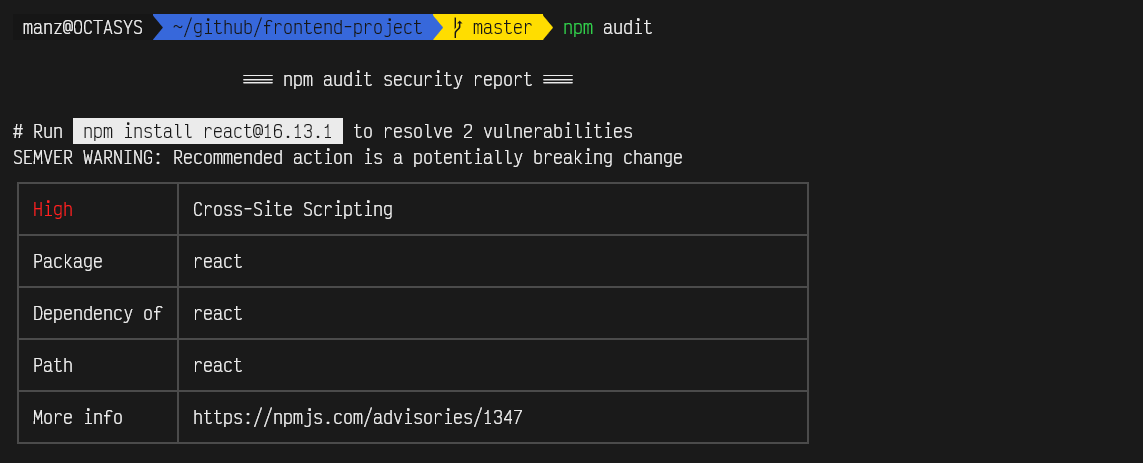 manz@OCTASYS ~/github/frontend-project master npm audit
=== npm audit security report ===
# Run npm install react@16.13.1 to resolve 2 vulnerabilities
SEMVER WARNING: Recommended action is a potentially breaking change
High Cross-Site Scripting
Package react
Dependency of react
Path react
More info https://npmjs.com/advisories/1347